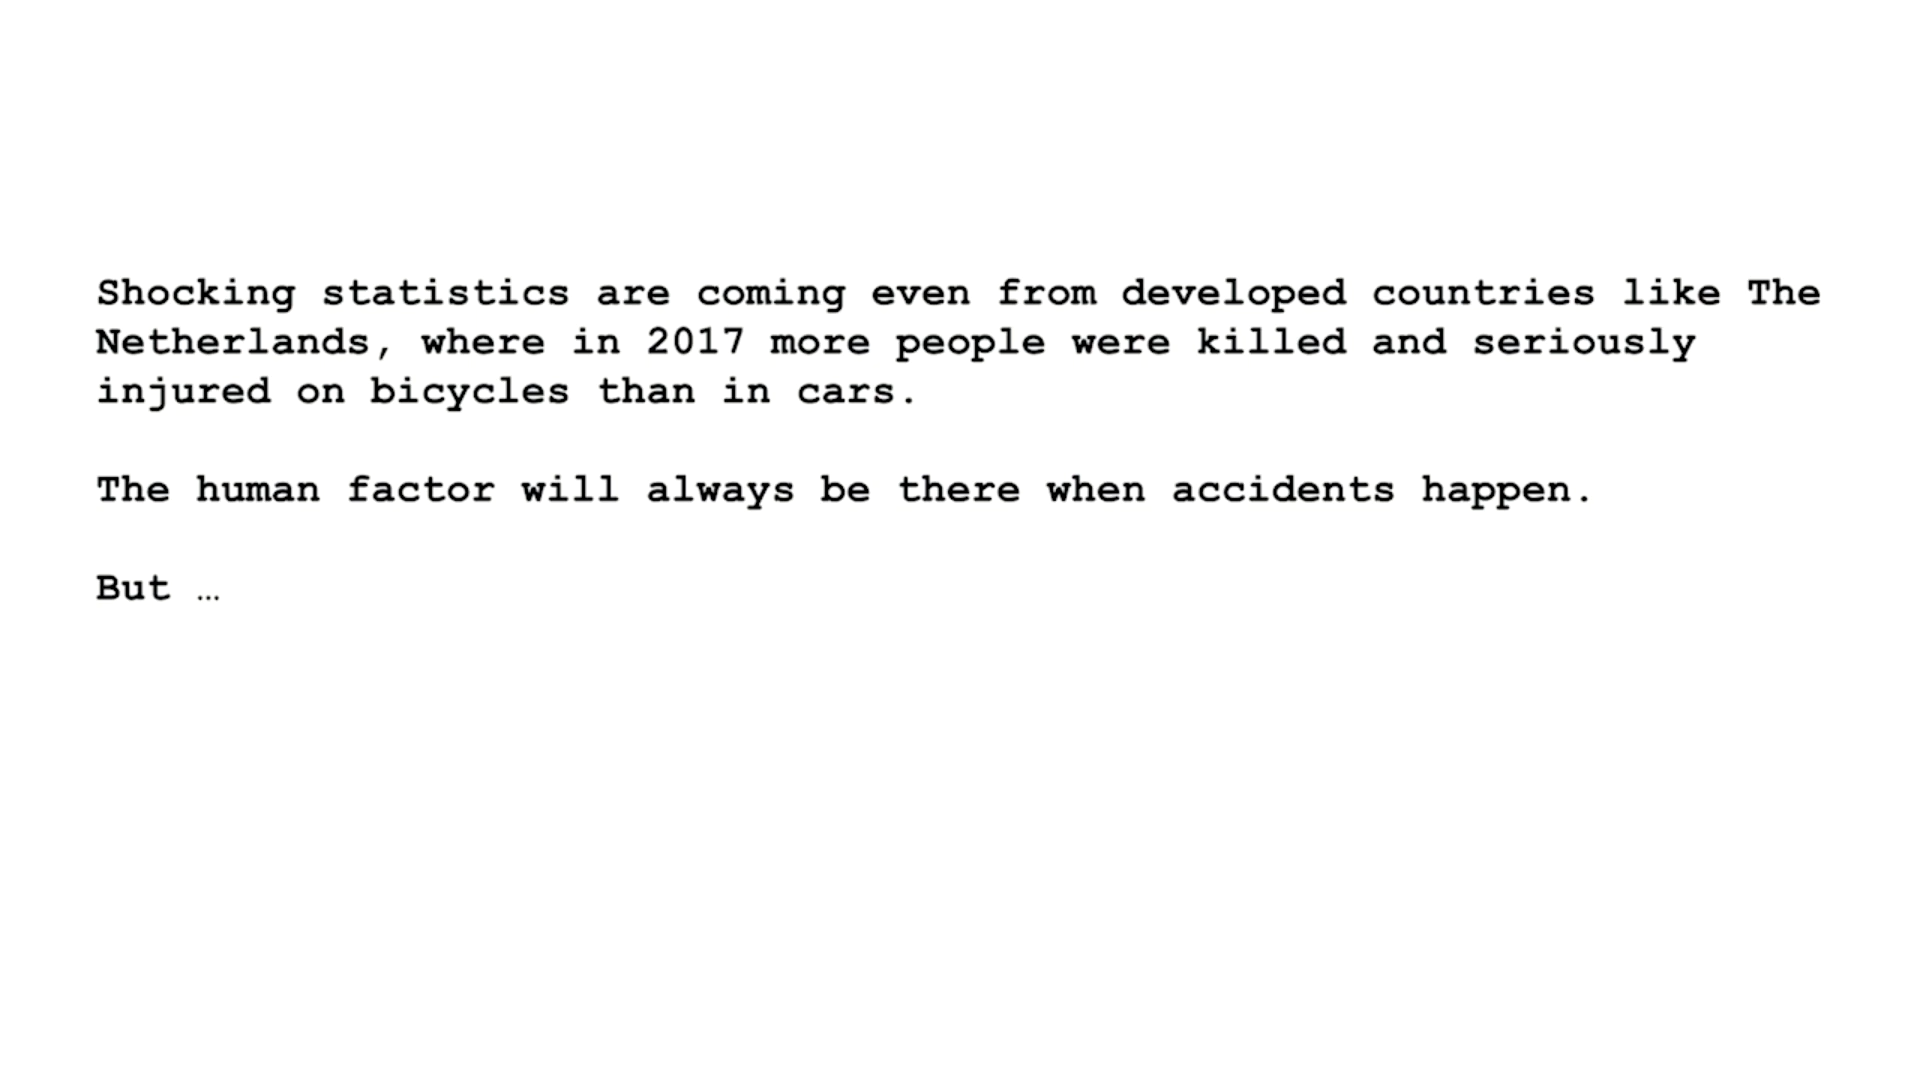 Shocking statistics are coming even from developed countries like The
Netherlands, where in 2017 more people were killed and seriously
injured on bicycles than in cars.
The human factor will always be there when accidents happen.
But …